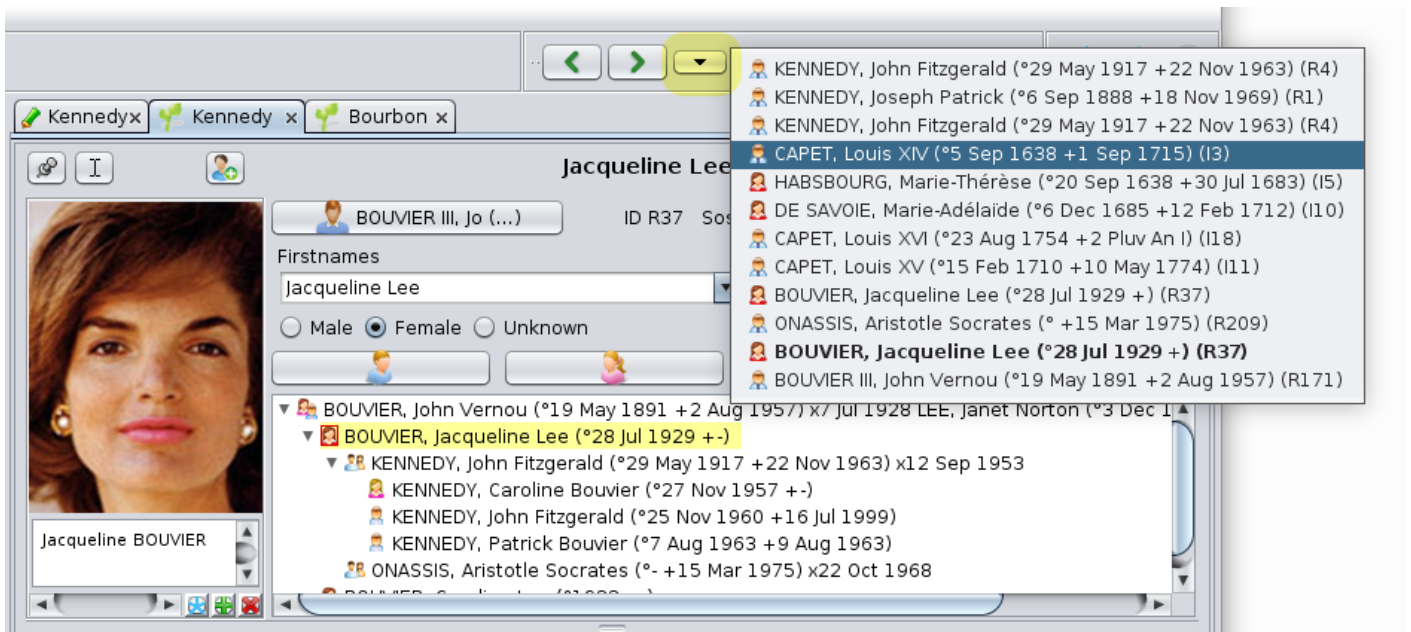 Kennedy x
Kennedy x
Bourbon x
KENNEDY, John Fitzgerald (°29 May 1917 +22 Nov 1963) (R4)
KENNEDY, Joseph Patrick (°6 Sep 1888 +18 Nov 1969) (R1)
KENNEDY, John Fitzgerald (°29 May 1917 +22 Nov 1963) (R4)
CAPET, Louis XIV (°5 Sep 1638 +1 Sep 1715) (I3)
HABSBOURG, Marie-Thérèse (°20 Sep 1638 +30 Jul 1683) (I5)
DE SAVOIE, Marie-Adélaïde (°6 Dec 1685 +12 Feb 1712) (I10)
CAPET, Louis XVI (°23 Aug 1754 +2 Pluv An I) (I18)
CAPET, Louis XV (°15 Feb 1710 +10 May 1774) (I11)
BOUVIER, Jacqueline Lee (°28 Jul 1929 +) (R37)
ONASSIS, Aristotle Socrates (° +15 Mar 1975) (R209)
BOUVIER, Jacqueline Lee (°28 Jul 1929 +) (R37)
BOUVIER III, John Vernou (°19 May 1891 +2 Aug 1957) (R171)
Jacqueline Lee
BOUVIER III, Jo (...)
ID R37 Sos
Firstnames
Jacqueline Lee
Male
Female
Unknown
BOUVIER, John Vernou (°19 May 1891 +2 Aug 1957) x7 Jul 1928 LEE, Janet Norton (°3 Dec 1
BOUVIER, Jacqueline Lee (°28 Jul 1929 +-)
KENNEDY, John Fitzgerald (°29 May 1917 +22 Nov 1963) x12 Sep 1953
KENNEDY, Caroline Bouvier (°27 Nov 1957 +-)
KENNEDY, John Fitzgerald (°25 Nov 1960 +16 Jul 1999)
KENNEDY, Patrick Bouvier (°7 Aug 1963 +9 Aug 1963)
ONASSIS, Aristotle Socrates (°- +15 Mar 1975) x22 Oct 1968
Jacqueline BOUVIER